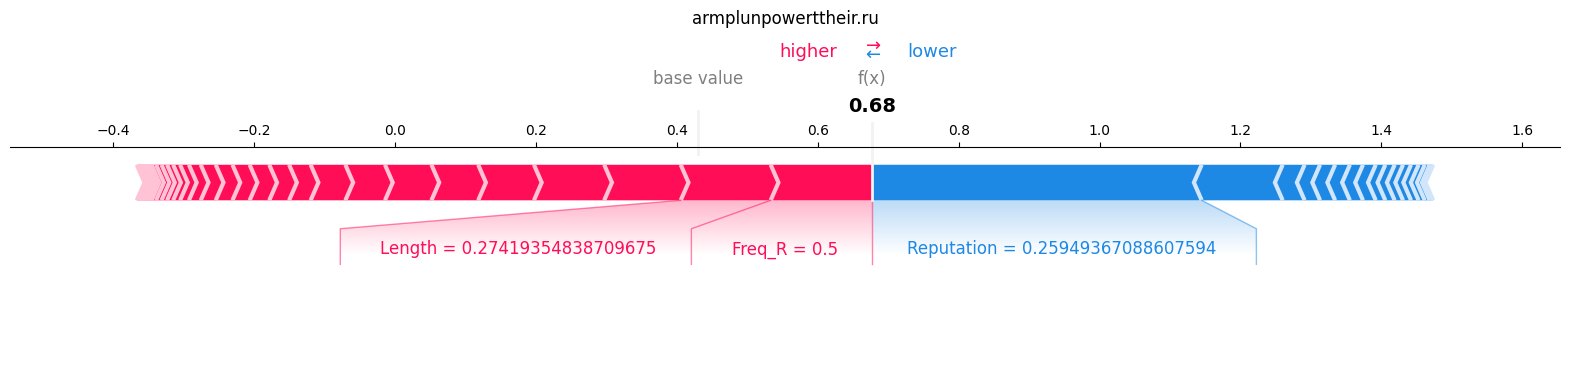 armplunpowerttheir.ru
higher → ← lower
base value f(x)
0.68
−0.4 −0.2 0.0 0.2 0.4 0.6 0.8 1.0 1.2 1.4 1.6
Length = 0.27419354838709675 Freq_R = 0.5 Reputation = 0.25949367088607594